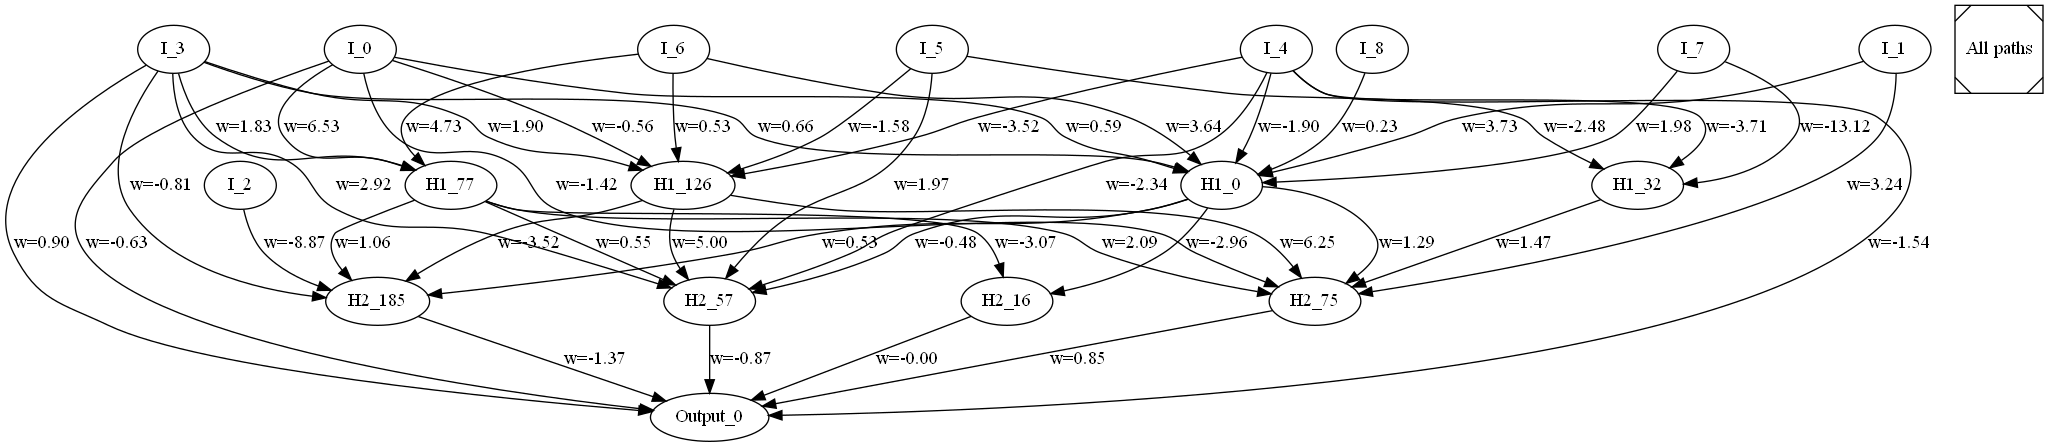 I_3 I_0 I_6 I_5 I_4 I_8 I_7 I_1 All paths
w=1.83 w=6.53 w=4.73 w=1.90 w=-0.56 w=0.53 w=0.66 w=-1.58 w=-3.52 w=0.59 w=3.64 w=-1.90 w=0.23 w=3.73 w=-2.48 w=1.98 w=-3.71 w=-13.12
w=-0.81 I_2 w=2.92 H1_77 w=-1.42 H1_126 w=1.97 w=-2.34 H1_0 H1_32 w=3.24
w=0.90 w=-0.63 w=-8.87 w=1.06 w=-3.52 w=0.55 w=5.00 w=0.53 w=-0.48 w=-3.07 w=2.09 w=-2.96 w=6.25 w=1.29 w=1.47 w=-1.54
H2_185 H2_57 H2_16 H2_75
w=-1.37 w=-0.87 w=-0.00 w=0.85
Output_0